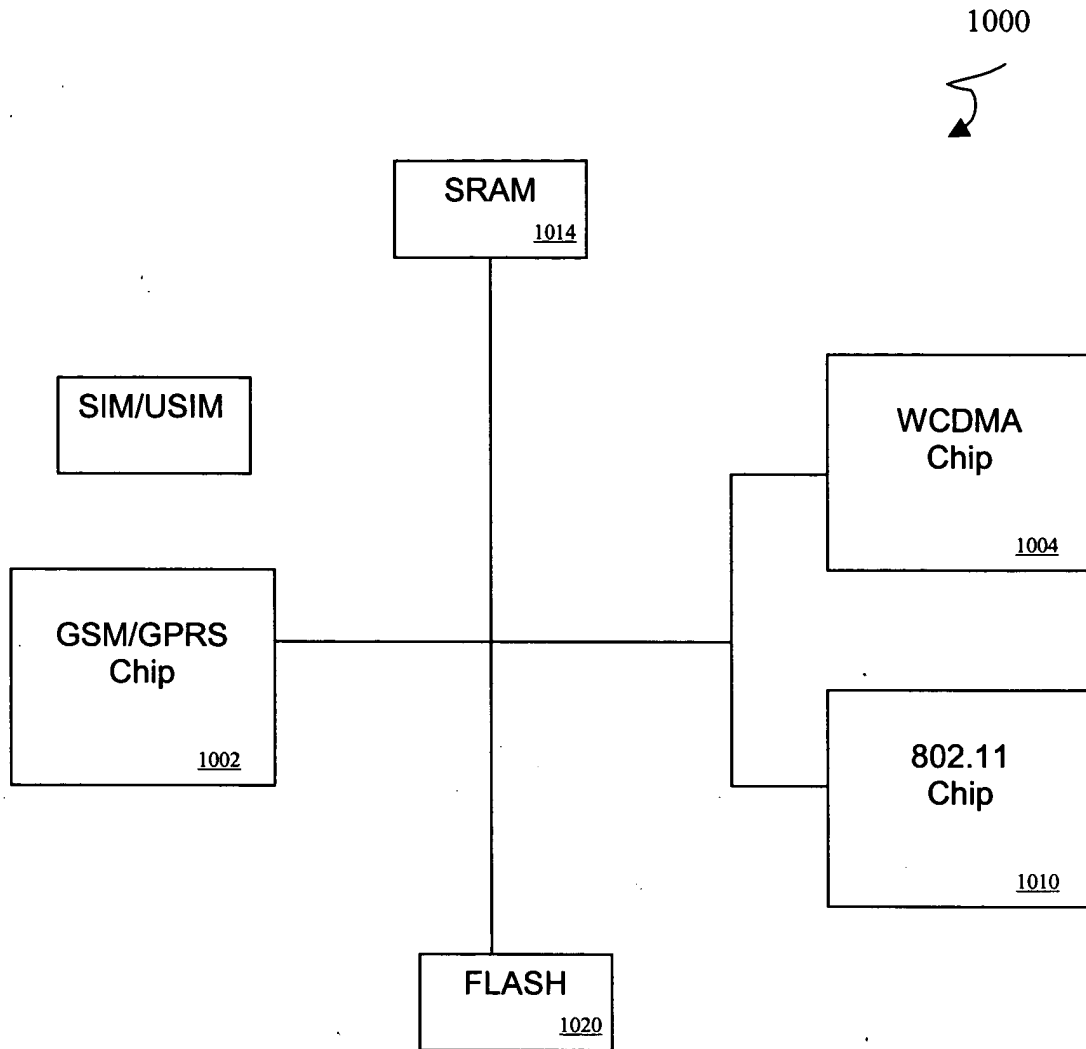 1000
SRAM
1014
SIM/USIM
WCDMA
Chip
1004
GSM/GPRS
Chip
1002
802.11
Chip
1010
FLASH
1020